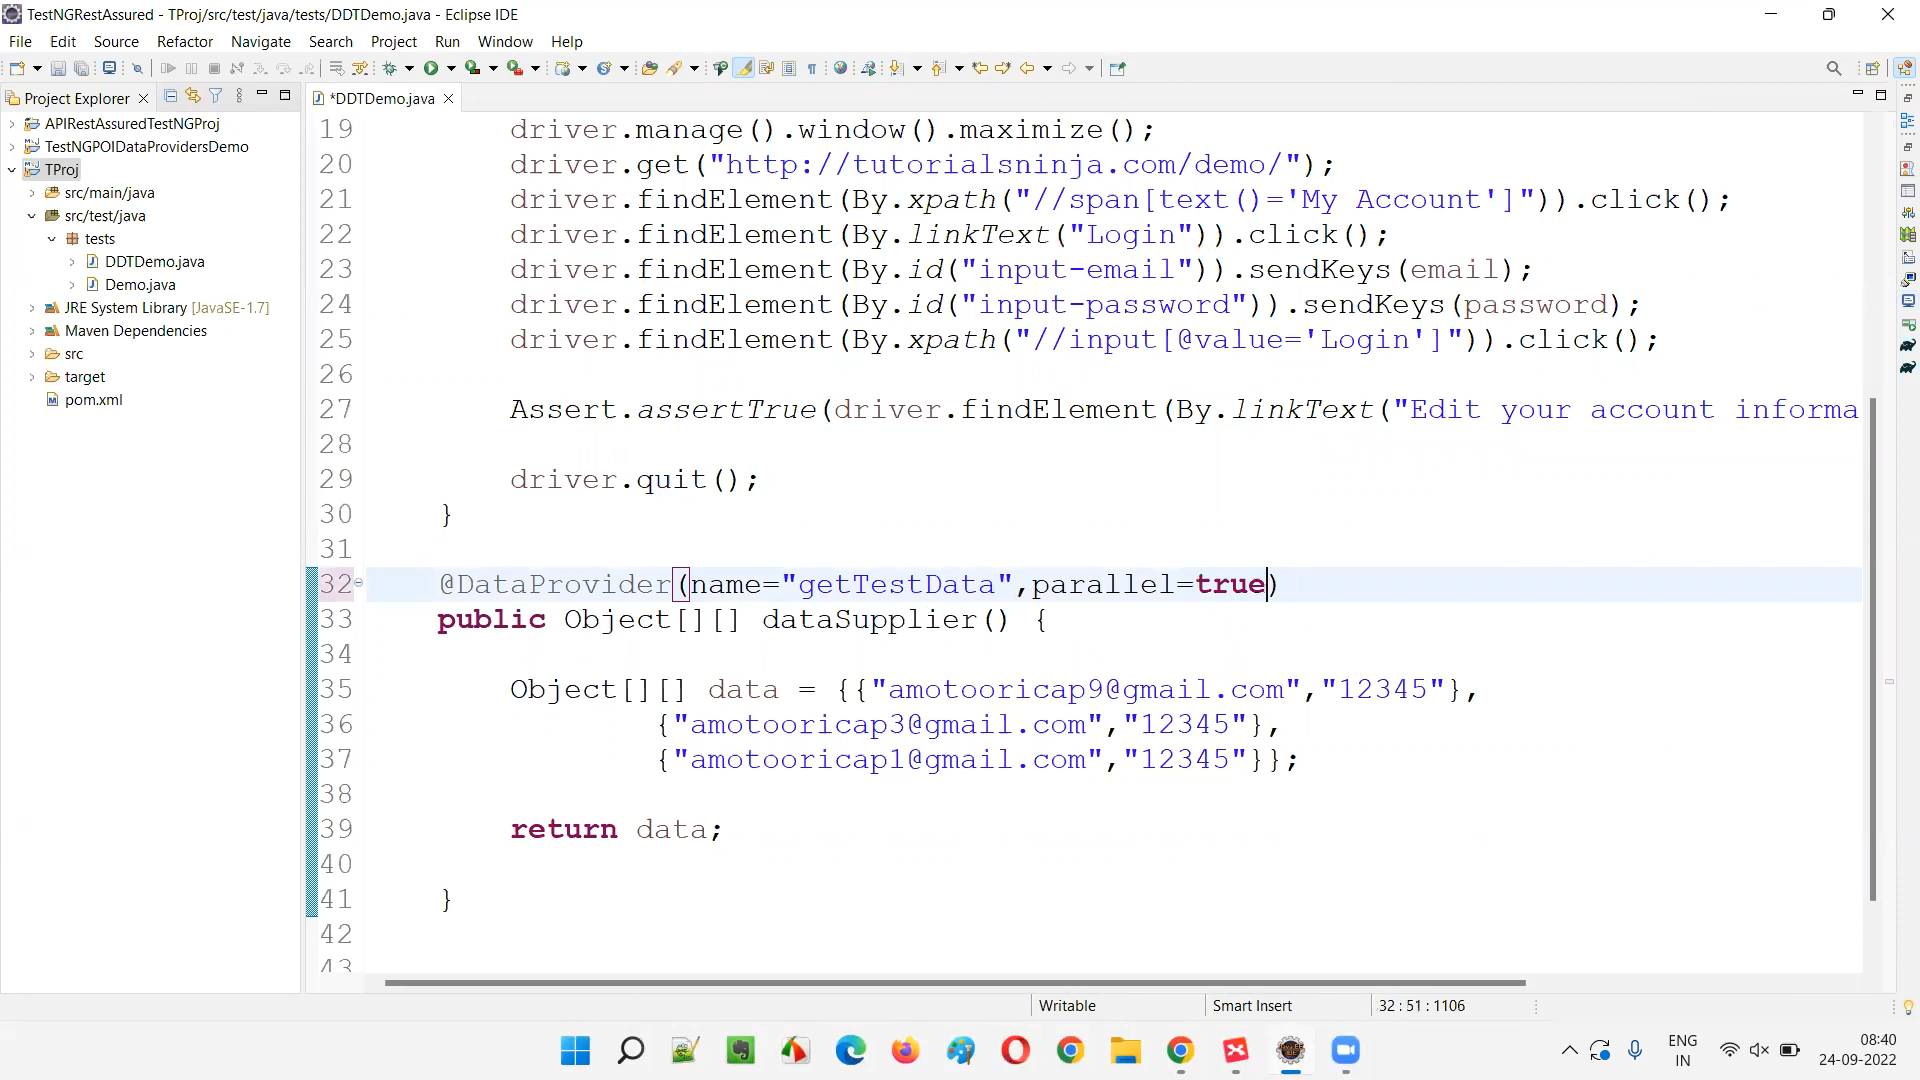 TestNGRestAssured - TProj/src/test/java/tests/DDTDemo.java - Eclipse IDE
File Edit Source Refactor Navigate Search Project Run Window Help
Project Explorer
*DDTDemo.java
APIRestAssuredTestNGProj
TestNGPOIDataProvidersDemo
TProj
src/main/java
src/test/java
tests
DDTDemo.java
Demo.java
JRE System Library [JavaSE-1.7]
Maven Dependencies
src
target
pom.xml
19 driver.manage().window().maximize();
20 driver.get("http://tutorialsninja.com/demo/");
21 driver.findElement(By.xpath("//span[text()='My Account']")).click();
22 driver.findElement(By.linkText("Login")).click();
23 driver.findElement(By.id("input-email")).sendKeys(email);
24 driver.findElement(By.id("input-password")).sendKeys(password);
25 driver.findElement(By.xpath("//input[@value='Login']")).click();
26
27 Assert.assertTrue(driver.findElement(By.linkText("Edit your account informa
28
29 driver.quit();
30 }
31
32 @DataProvider(name="getTestData",parallel=true)
33 public Object[][] dataSupplier() {
34
35 Object[][] data = {{"amotooricap9@gmail.com","12345"},
36 {"amotooricap3@gmail.com","12345"},
37 {"amotooricap1@gmail.com","12345"}};
38
39 return data;
40
41 }
42
43
Writable Smart Insert 32 : 51 : 1106
ENG
IN
08:40
24-09-2022